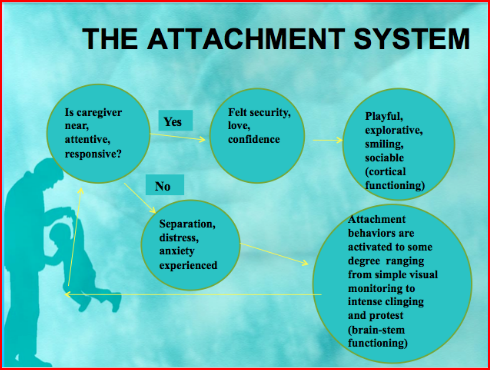 THE ATTACHMENT SYSTEM
Is caregiver
near,
attentive,
responsive?
Yes
Felt security,
love,
confidence
Playful,
explorative,
smiling,
sociable
(cortical
functioning)
No
Separation,
distress,
anxiety
experienced
Attachment
behaviors are
activated to some
degree ranging
from simple visual
monitoring to
intense clinging
and protest
(brain-stem
functioning)